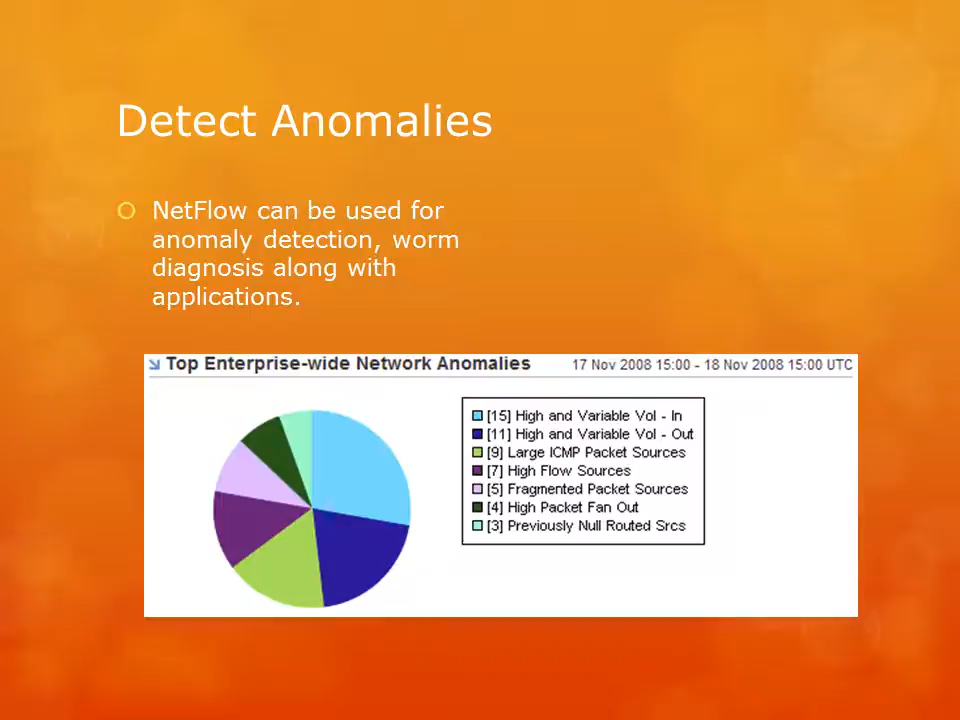 Detect Anomalies
NetFlow can be used for
anomaly detection, worm
diagnosis along with
applications.
Top Enterprise-wide Network Anomalies 17 Nov 2008 15:00 - 18 Nov 2008 15:00 UTC
[15] High and Variable Vol - In
[11] High and Variable Vol - Out
[9] Large ICMP Packet Sources
[7] High Flow Sources
[5] Fragmented Packet Sources
[4] High Packet Fan Out
[3] Previously Null Routed Srcs